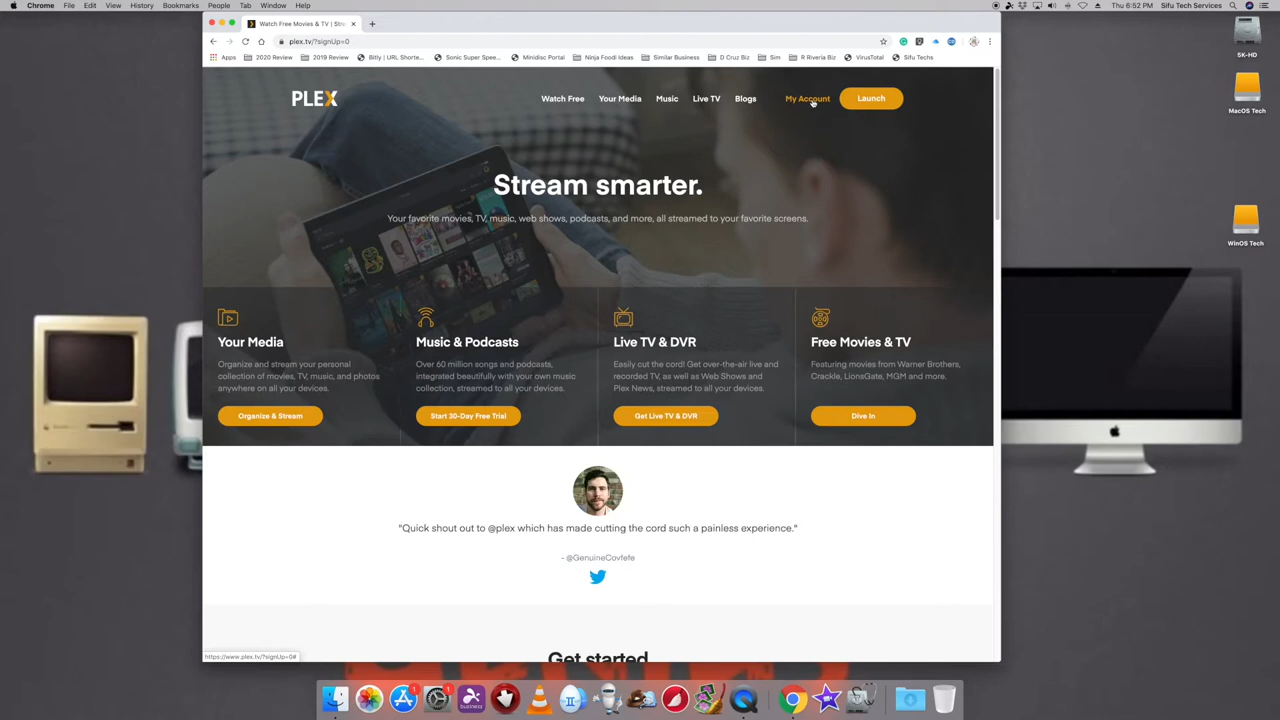 Chrome File Edit View History Bookmarks People Tab Window Help
Thu 6:52 PM Sifu Tech Services
Watch Free Movies & TV | Stre
plex.tv/?signUp=0
Apps 2020 Review 2019 Review Bitly | URL Shorte... Sonic Super Spee... Minidisc Portal Ninja Foodi Ideas Similar Business D Cruz Biz Sim R Riveria Biz VirusTotal Sifu Techs
PLEX
Watch Free Your Media Music Live TV Blogs My Account Launch
Stream smarter.
Your favorite movies, TV, music, web shows, podcasts, and more, all streamed to your favorite screens.
Your Media
Organize and stream your personal
collection of movies, TV, music, and photos
anywhere on all your devices.
Organize & Stream
Music & Podcasts
Over 60 million songs and podcasts,
integrated beautifully with your own music
collection, streamed to all your devices.
Start 30-Day Free Trial
Live TV & DVR
Easily cut the cord! Get over-the-air live and
recorded TV, as well as Web Shows and
Plex News, streamed to all your devices.
Get Live TV & DVR
Free Movies & TV
Featuring movies from Warner Brothers,
Crackle, LionsGate, MGM and more.
Dive In
"Quick shout out to @plex which has made cutting the cord such a painless experience."
- @GenuineCovfefe
Get started
https://www.plex.tv/?signUp=0#
SK-HD
MacOS Tech
WinOS Tech
business
1
1